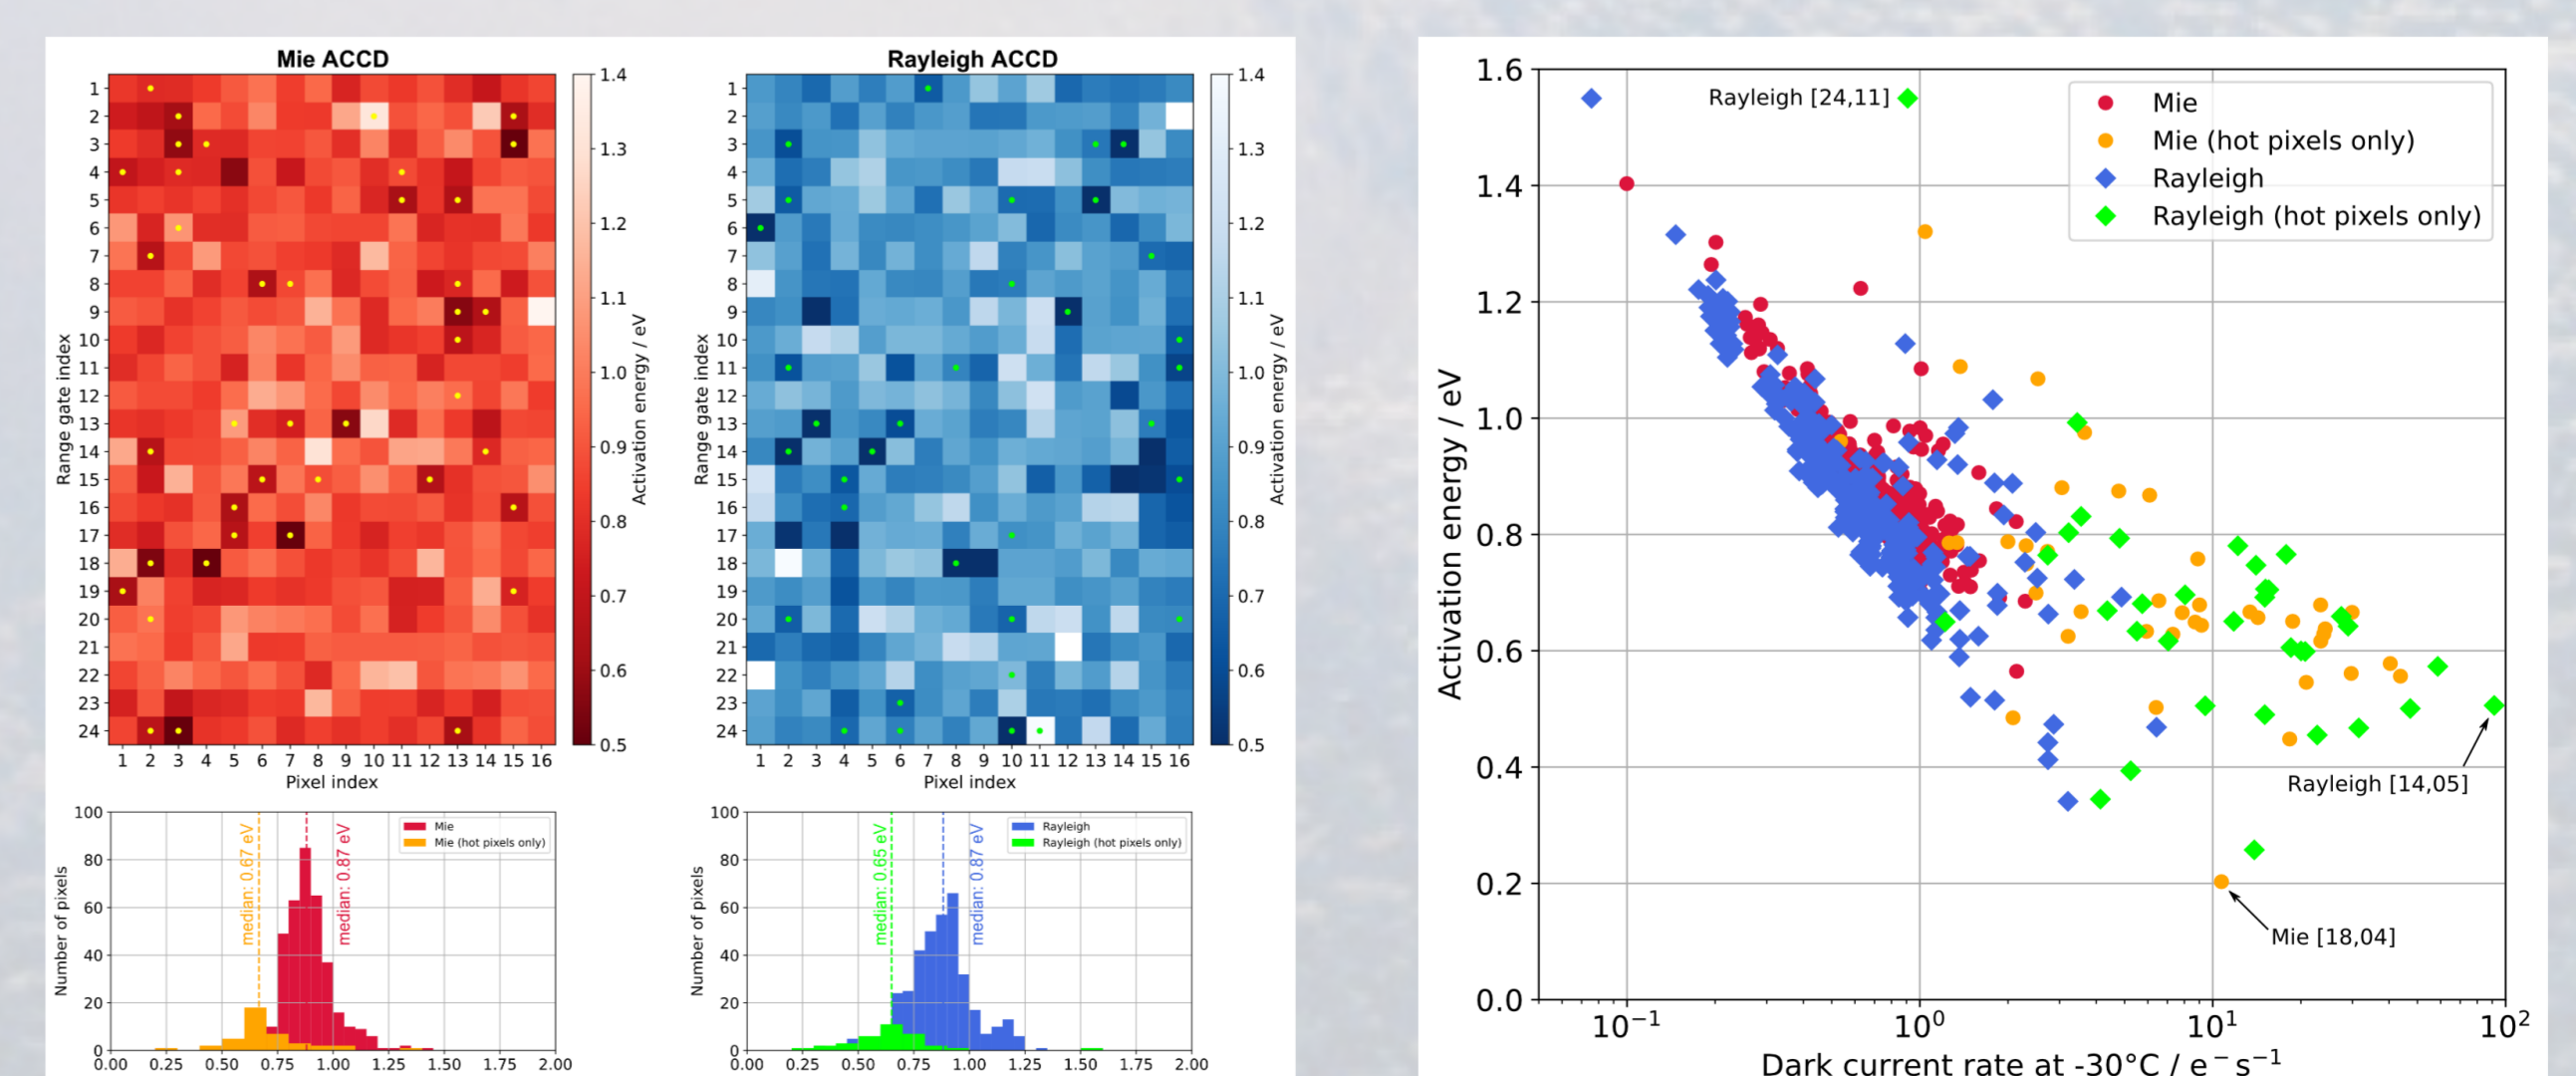 Mie ACCD
1
2
3
4
5
6
7
8
9
10
11
12
13
14
15
16
17
18
19
20
21
22
23
24
Range gate index
1 2 3 4 5 6 7 8 9 10 11 12 13 14 15 16
Pixel index
1.4
1.3
1.2
1.1
1.0
0.9
0.8
0.7
0.6
0.5
Activation energy / eV
Rayleigh ACCD
1
2
3
4
5
6
7
8
9
10
11
12
13
14
15
16
17
18
19
20
21
22
23
24
Range gate index
1 2 3 4 5 6 7 8 9 10 11 12 13 14 15 16
Pixel index
1.4
1.3
1.2
1.1
1.0
0.9
0.8
0.7
0.6
0.5
Activation energy / eV
100
80
60
40
20
0
Number of pixels
median: 0.67 eV
median: 0.87 eV
Mie
Mie (hot pixels only)
0.00 0.25 0.50 0.75 1.00 1.25 1.50 1.75 2.00
100
80
60
40
20
0
Number of pixels
median: 0.65 eV
median: 0.87 eV
Rayleigh
Rayleigh (hot pixels only)
0.00 0.25 0.50 0.75 1.00 1.25 1.50 1.75 2.00
1.6
1.4
1.2
1.0
0.8
0.6
0.4
0.2
0.0
Activation energy / eV
Rayleigh [24,11]
Mie
Mie (hot pixels only)
Rayleigh
Rayleigh (hot pixels only)
Rayleigh [14,05]
Mie [18,04]
10⁻¹ 10⁰ 10¹ 10²
Dark current rate at -30°C / e⁻s⁻¹